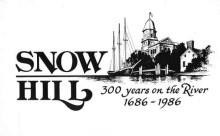 SNOW
HILL
300 years on the River
1686 - 1986